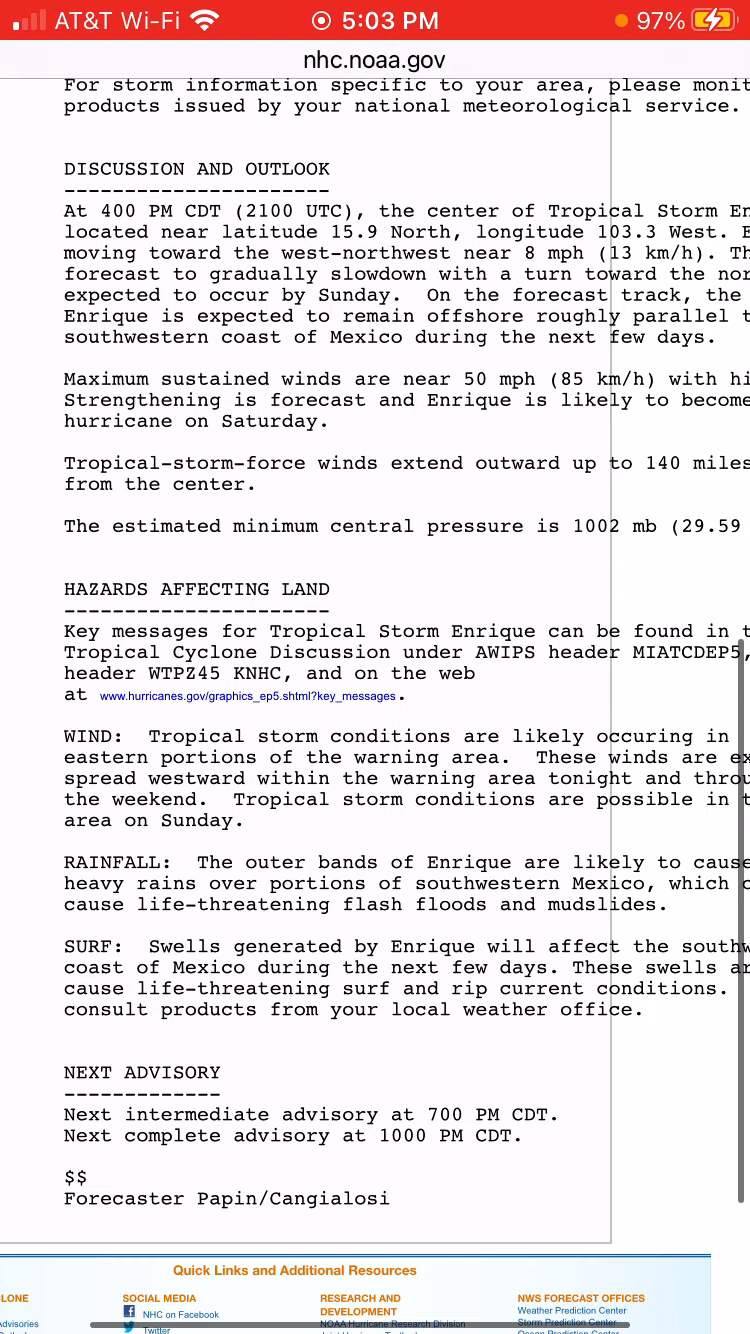 AT&T Wi-Fi 5:03 PM 97%
nhc.noaa.gov
For storm information specific to your area, please monit
products issued by your national meteorological service.
DISCUSSION AND OUTLOOK
----------------------
At 400 PM CDT (2100 UTC), the center of Tropical Storm En
located near latitude 15.9 North, longitude 103.3 West. E
moving toward the west-northwest near 8 mph (13 km/h). Th
forecast to gradually slowdown with a turn toward the nor
expected to occur by Sunday.  On the forecast track, the
Enrique is expected to remain offshore roughly parallel t
southwestern coast of Mexico during the next few days.
Maximum sustained winds are near 50 mph (85 km/h) with hi
Strengthening is forecast and Enrique is likely to become
hurricane on Saturday.
Tropical-storm-force winds extend outward up to 140 miles
from the center.
The estimated minimum central pressure is 1002 mb (29.59
HAZARDS AFFECTING LAND
----------------------
Key messages for Tropical Storm Enrique can be found in t
Tropical Cyclone Discussion under AWIPS header MIATCDEP5,
header WTPZ45 KNHC, and on the web
at www.hurricanes.gov/graphics_ep5.shtml?key_messages.
WIND:  Tropical storm conditions are likely occuring in
eastern portions of the warning area.  These winds are ex
spread westward within the warning area tonight and throu
the weekend.  Tropical storm conditions are possible in t
area on Sunday.
RAINFALL:  The outer bands of Enrique are likely to cause
heavy rains over portions of southwestern Mexico, which c
cause life-threatening flash floods and mudslides.
SURF:  Swells generated by Enrique will affect the southw
coast of Mexico during the next few days. These swells ar
cause life-threatening surf and rip current conditions.
consult products from your local weather office.
NEXT ADVISORY
-------------
Next intermediate advisory at 700 PM CDT.
Next complete advisory at 1000 PM CDT.
$$
Forecaster Papin/Cangialosi
Quick Links and Additional Resources
LONE SOCIAL MEDIA RESEARCH AND DEVELOPMENT NWS FORECAST OFFICES
NHC on Facebook Weather Prediction Center
dvisories Twitter NOAA Hurricane Research Division Storm Prediction Center
Ocean Prediction Center